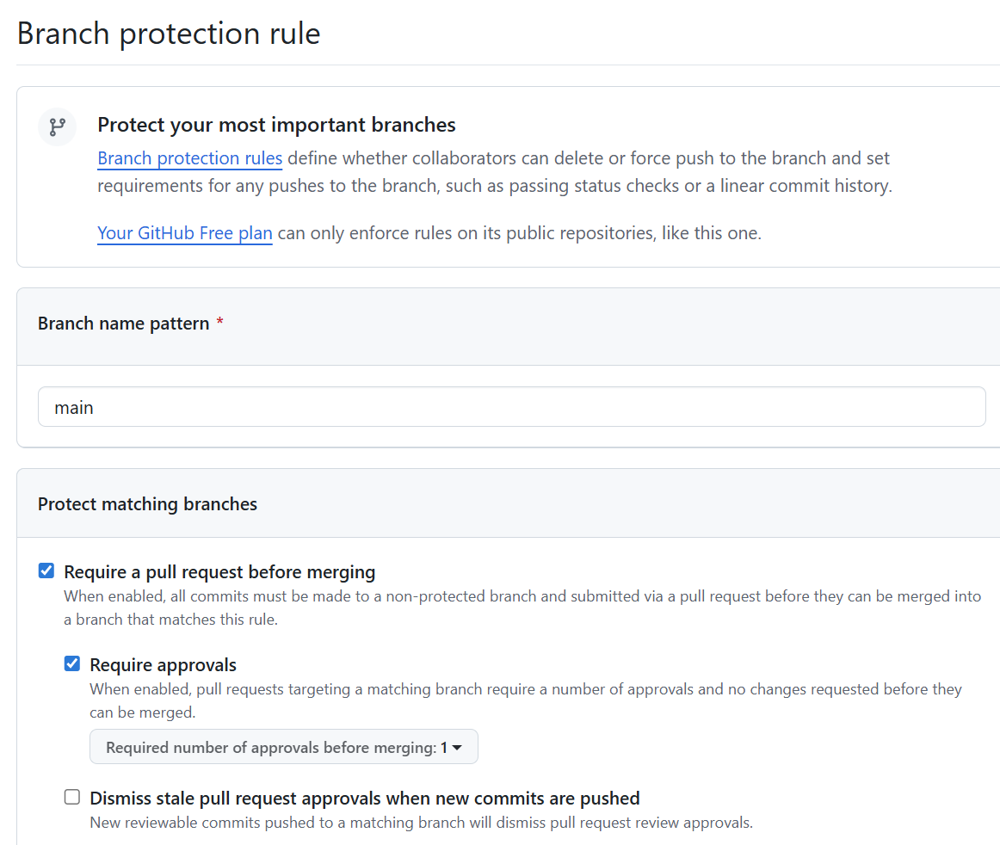 Branch protection rule
Protect your most important branches
Branch protection rules define whether collaborators can delete or force push to the branch and set
requirements for any pushes to the branch, such as passing status checks or a linear commit history.
Your GitHub Free plan can only enforce rules on its public repositories, like this one.
Branch name pattern *
main
Protect matching branches
Require a pull request before merging
When enabled, all commits must be made to a non-protected branch and submitted via a pull request before they can be merged into
a branch that matches this rule.
Require approvals
When enabled, pull requests targeting a matching branch require a number of approvals and no changes requested before they
can be merged.
Required number of approvals before merging: 1
Dismiss stale pull request approvals when new commits are pushed
New reviewable commits pushed to a matching branch will dismiss pull request review approvals.